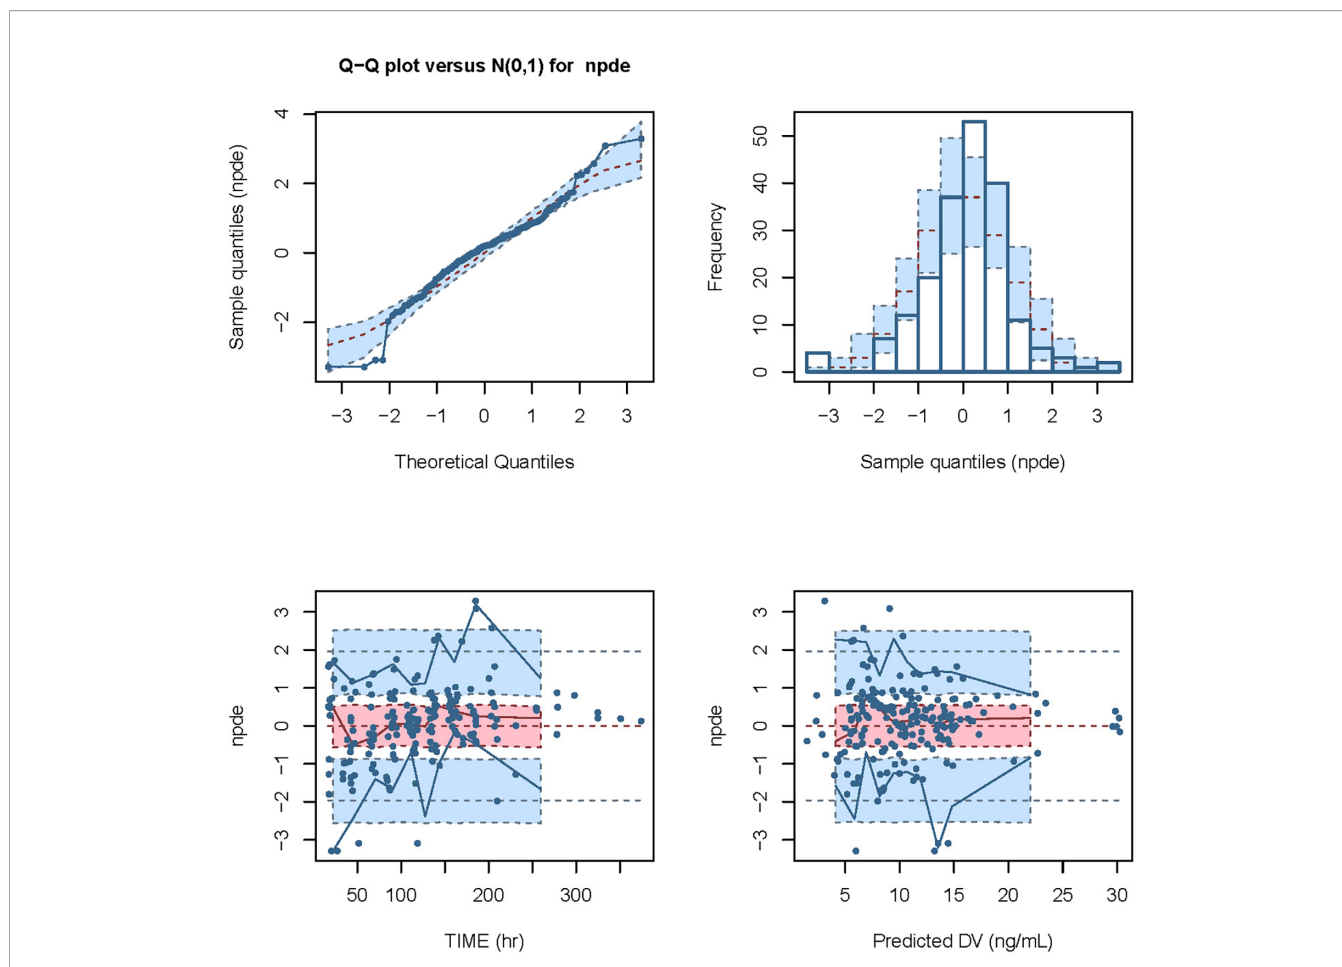 Q−Q plot versus N(0,1) for npde
Sample quantiles (npde)
4
2
0
−2
−3 −2 −1 0 1 2 3
Theoretical Quantiles
Frequency
50
40
30
20
10
0
−3 −2 −1 0 1 2 3
Sample quantiles (npde)
npde
3
2
1
0
−1
−2
−3
50 100 200 300
TIME (hr)
npde
3
2
1
0
−1
−2
−3
5 10 15 20 25 30
Predicted DV (ng/mL)